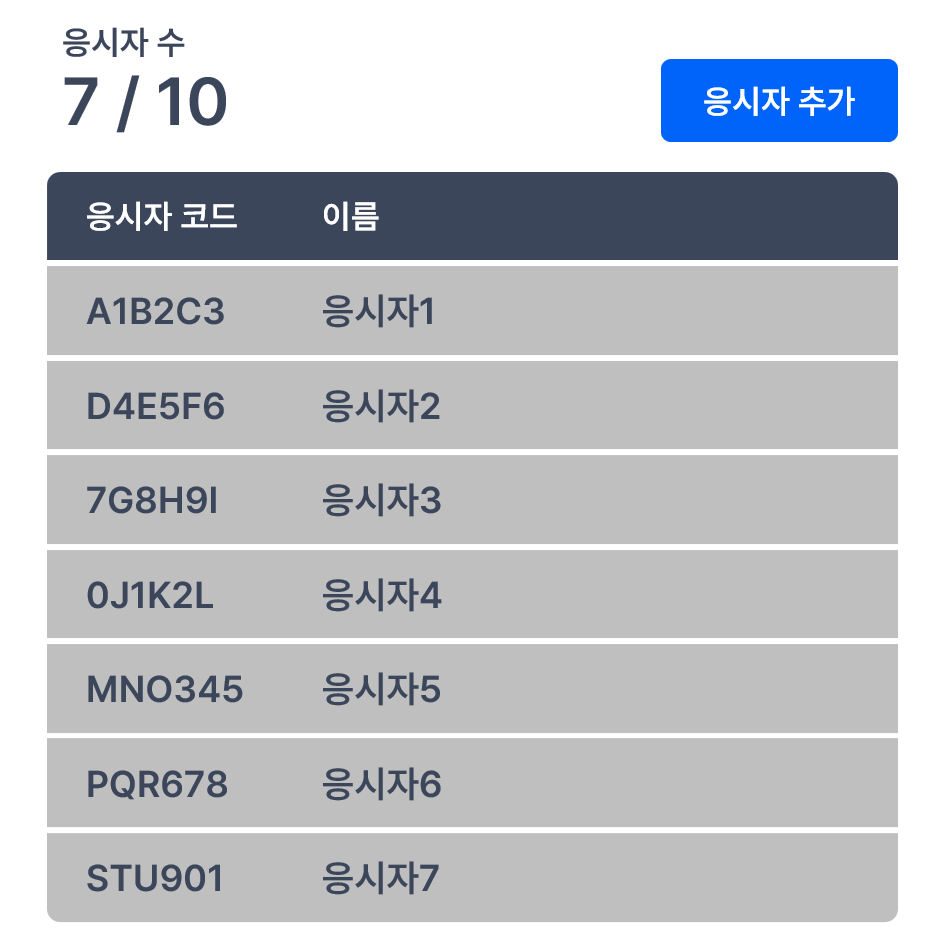 응시자 수
7 / 10
응시자 추가
응시자 코드 이름
A1B2C3 응시자1
D4E5F6 응시자2
7G8H9I 응시자3
0J1K2L 응시자4
MNO345 응시자5
PQR678 응시자6
STU901 응시자7